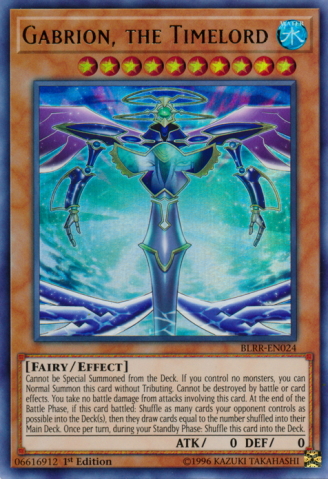 GABRION, THE TIMELORD
WATER
水
BLRR-EN024
[FAIRY/EFFECT]
Cannot be Special Summoned from the Deck. If you control no monsters, you can
Normal Summon this card without Tributing. Cannot be destroyed by battle or card
effects. You take no battle damage from attacks involving this card. At the end of the
Battle Phase, if this card battled: Shuffle as many cards your opponent controls as
possible into the Deck(s), then they draw cards equal to the number shuffled into their
Main Deck. Once per turn, during your Standby Phase: Shuffle this card into the Deck.
ATK/ 0 DEF/ 0
06616912 1st Edition ©1996 KAZUKI TAKAHASHI